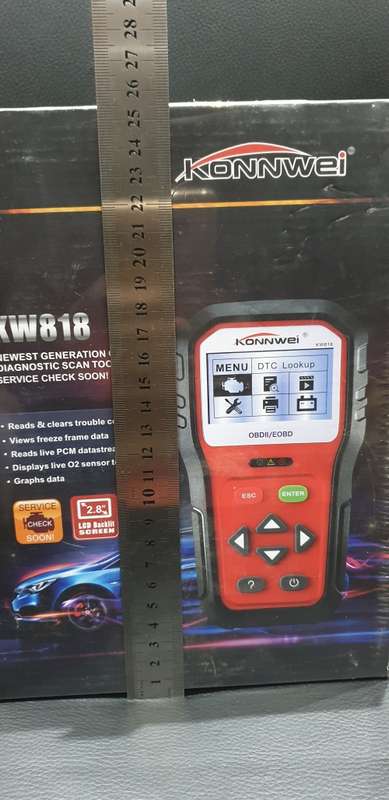 28
27
26
25
24
23
22
21
20
19
18
17
16
15
14
13
12
11
10
9
8
7
6
5
4
3
2
1
KONNWEI®
KW818
NEWEST GENERATION
DIAGNOSTIC SCAN TOO
SERVICE CHECK SOON!
• Reads & clears trouble co
• Views freeze frame data
• Reads live PCM datastrea
• Displays live O2 sensor t
• Graphs data
SERVICE
CHECK
SOON!
2.8"
LCD Backlit
SCREEN
KONNWEI®
KW818
MENU DTC Lookup
OBDII/EOBD
ESC
ENTER
?